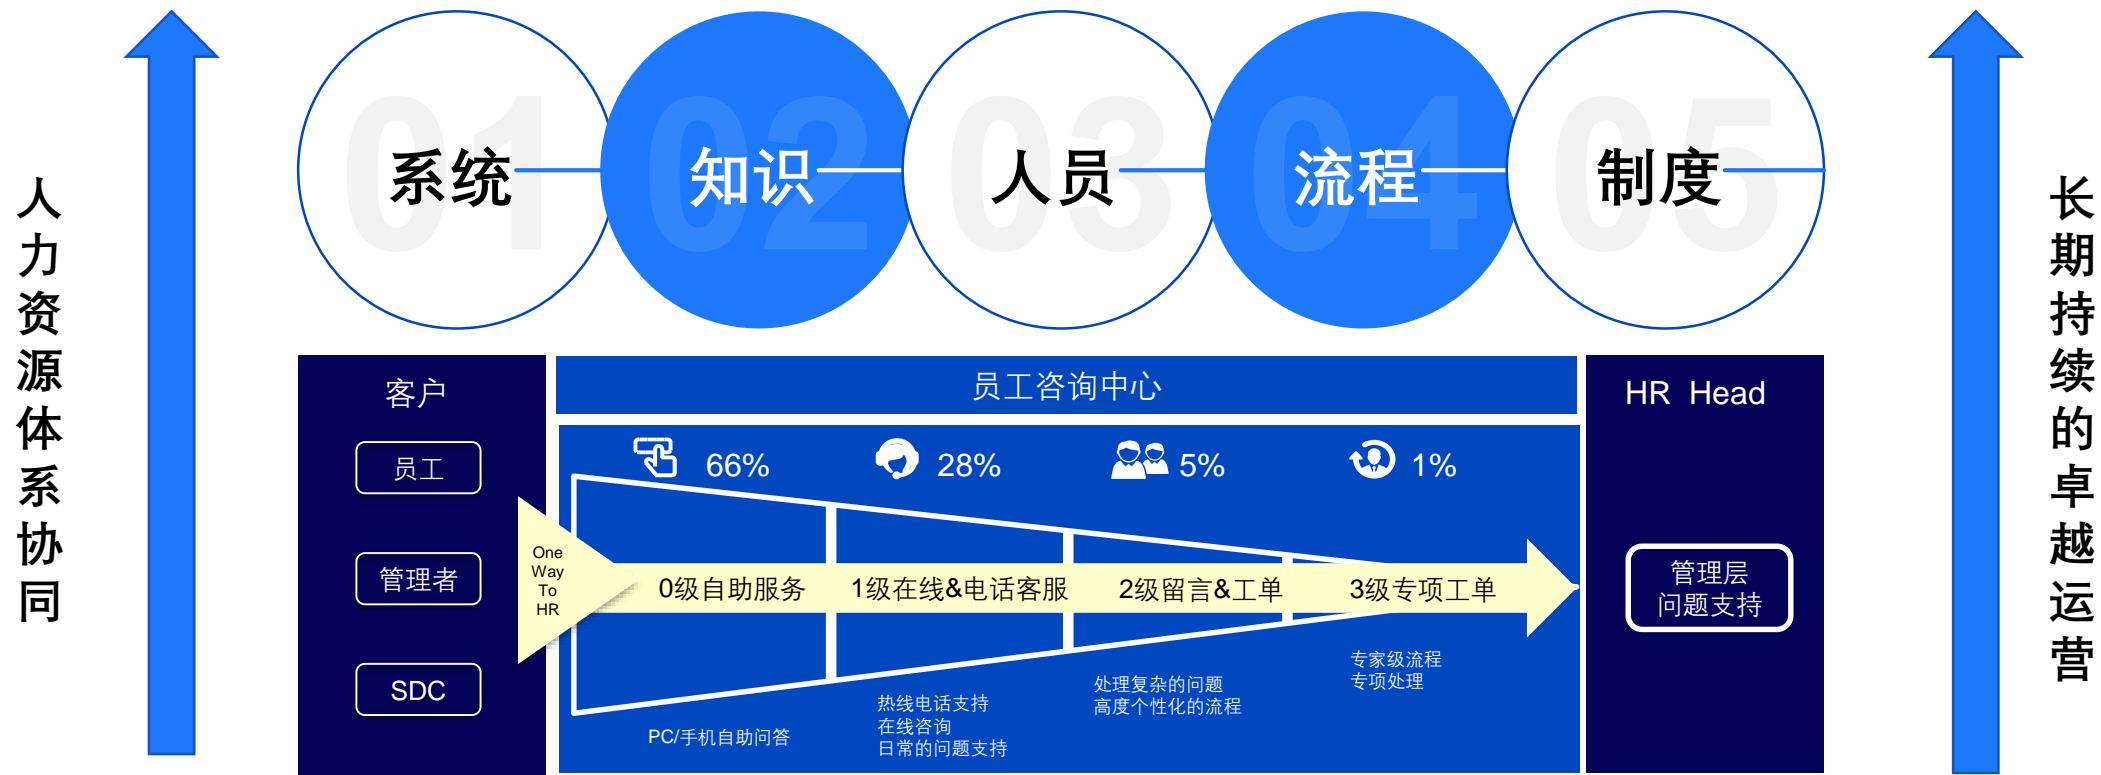 人力资源体系协同
01
系统
02
知识
03
人员
04
流程
05
制度
长期持续的卓越运营
客户
员工
管理者
SDC
One
Way
To
HR
员工咨询中心
66%
28%
5%
1%
0级自助服务
1级在线&电话客服
2级留言&工单
3级专项工单
PC/手机自助问答
热线电话支持
在线咨询
日常的问题支持
处理复杂的问题
高度个性化的流程
专家级流程
专项处理
HR Head
管理层
问题支持